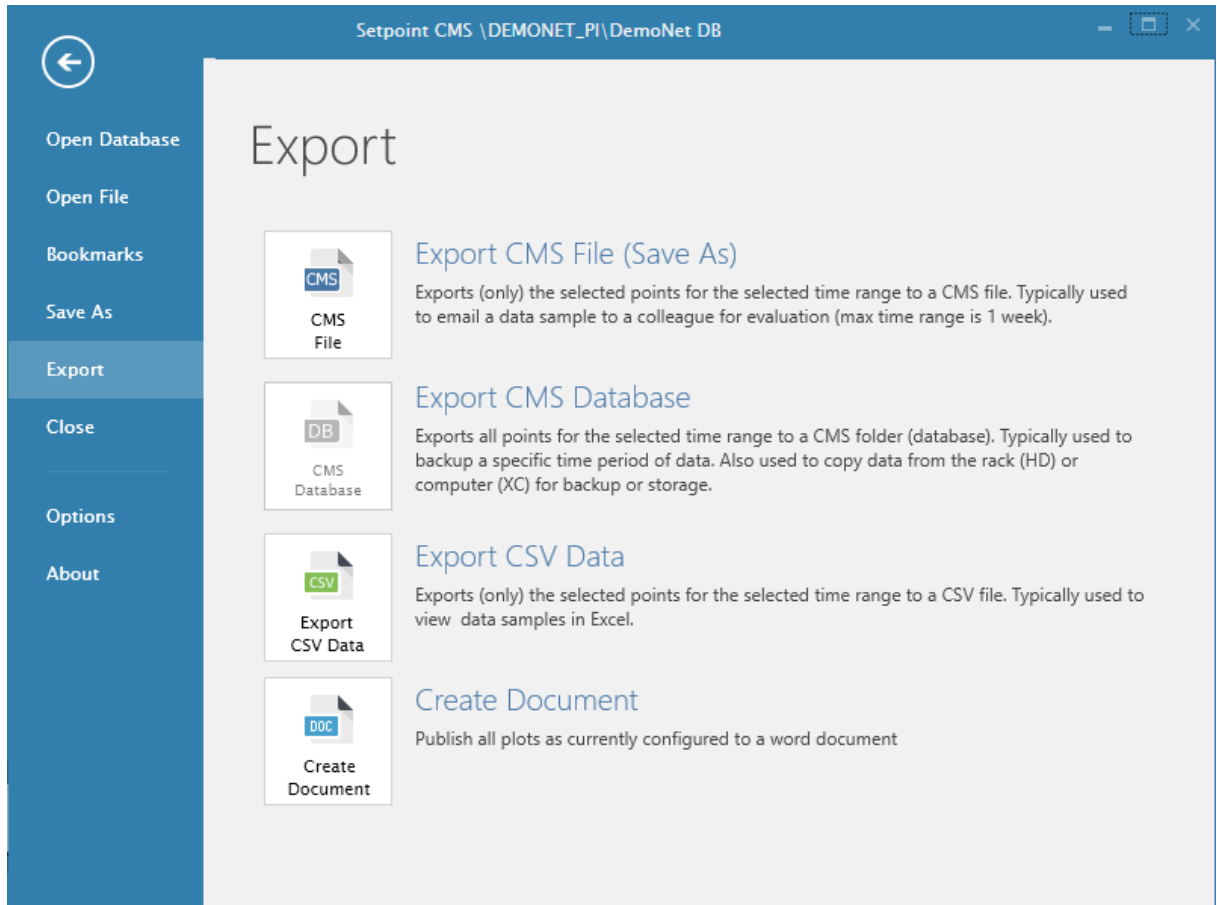 Setpoint CMS \DEMONET_PI\DemoNet DB
Open Database
Open File
Bookmarks
Save As
Export
Close
Options
About
Export
CMS
CMS
File
Export CMS File (Save As)
Exports (only) the selected points for the selected time range to a CMS file. Typically used
to email a data sample to a colleague for evaluation (max time range is 1 week).
DB
CMS
Database
Export CMS Database
Exports all points for the selected time range to a CMS folder (database). Typically used to
backup a specific time period of data. Also used to copy data from the rack (HD) or
computer (XC) for backup or storage.
CSV
Export
CSV Data
Export CSV Data
Exports (only) the selected points for the selected time range to a CSV file. Typically used to
view  data samples in Excel.
DOC
Create
Document
Create Document
Publish all plots as currently configured to a word document